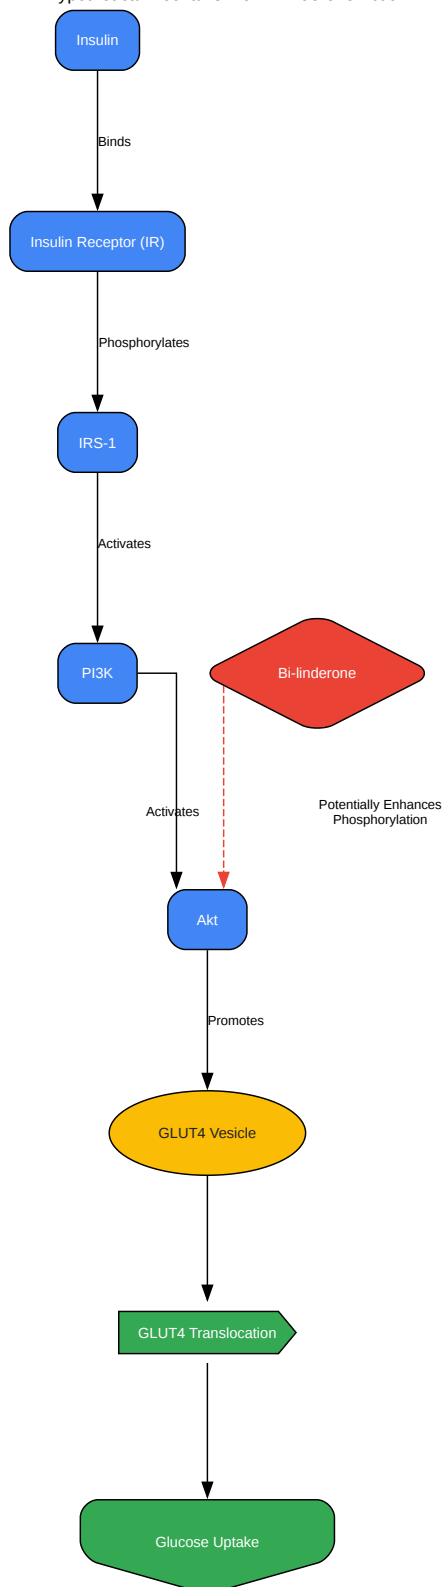 Insulin
Binds
Insulin Receptor (IR)
Phosphorylates
IRS-1
Activates
PI3K
Bi-linderone
Activates
Potentially Enhances
Phosphorylation
Akt
Promotes
GLUT4 Vesicle
GLUT4 Translocation
Glucose Uptake